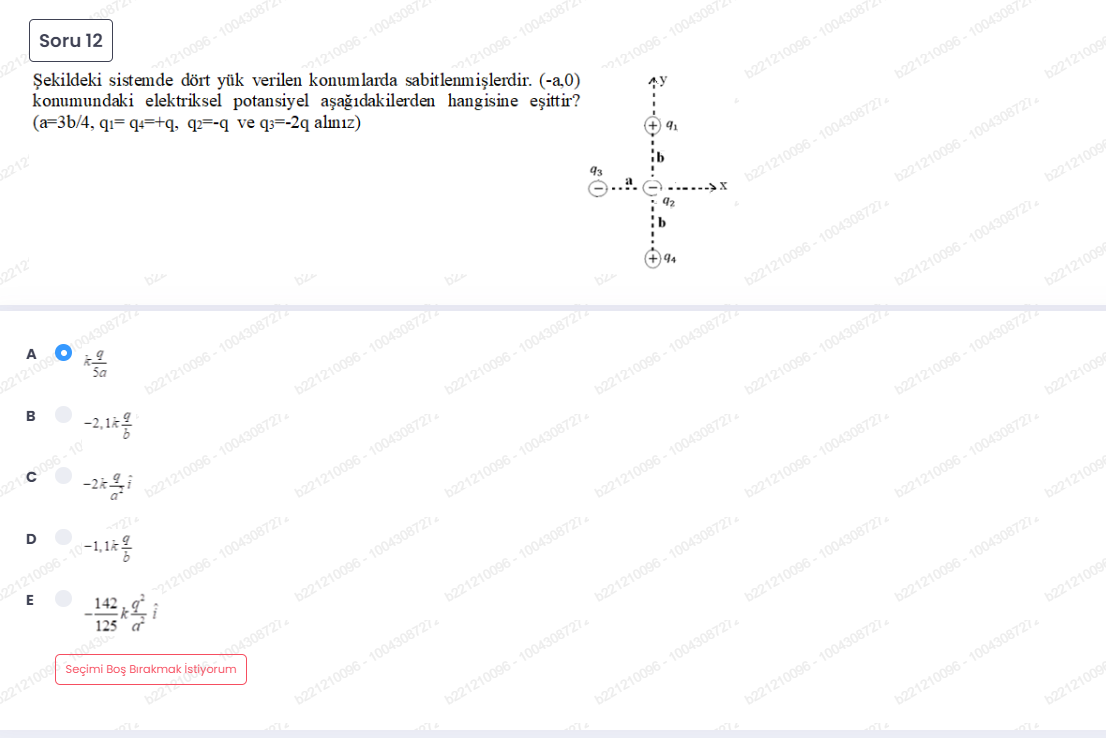 Soru 12
Şekildeki sistemde dört yük verilen konumlarda sabitlenmişlerdir. (-a,0)
konumundaki elektriksel potansiyel aşağıdakilerden hangisine eşittir?
(a=3b/4, q₁= q₄=+q, q₂=-q ve q₃=-2q alınız)
y
+ q₁
b
q₃
− a − x
q₂
b
+ q₄
A k q/5a
B −2,1k q/b
C −2k q/a² i
D −1,1k q/b
E −142/125 k q²/a² î
Seçimi Boş Bırakmak İstiyorum
b221210096 - 1004308727